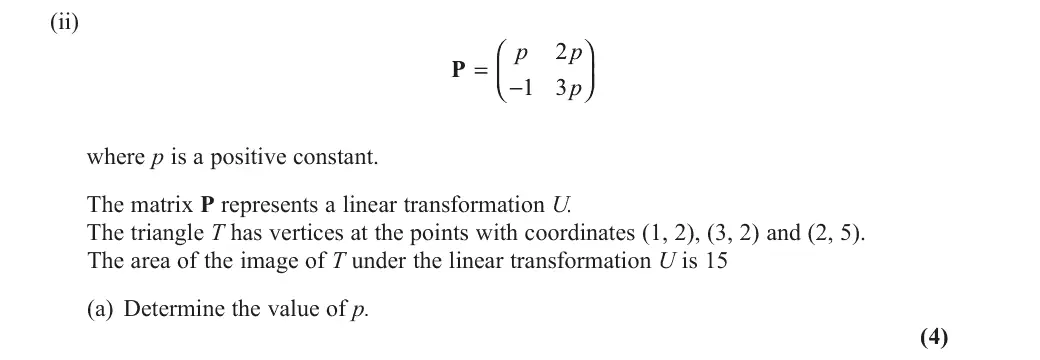 (ii)
P = ( p 2p
-1 3p )
where p is a positive constant.
The matrix P represents a linear transformation U.
The triangle T has vertices at the points with coordinates (1, 2), (3, 2) and (2, 5).
The area of the image of T under the linear transformation U is 15
(a) Determine the value of p.
(4)